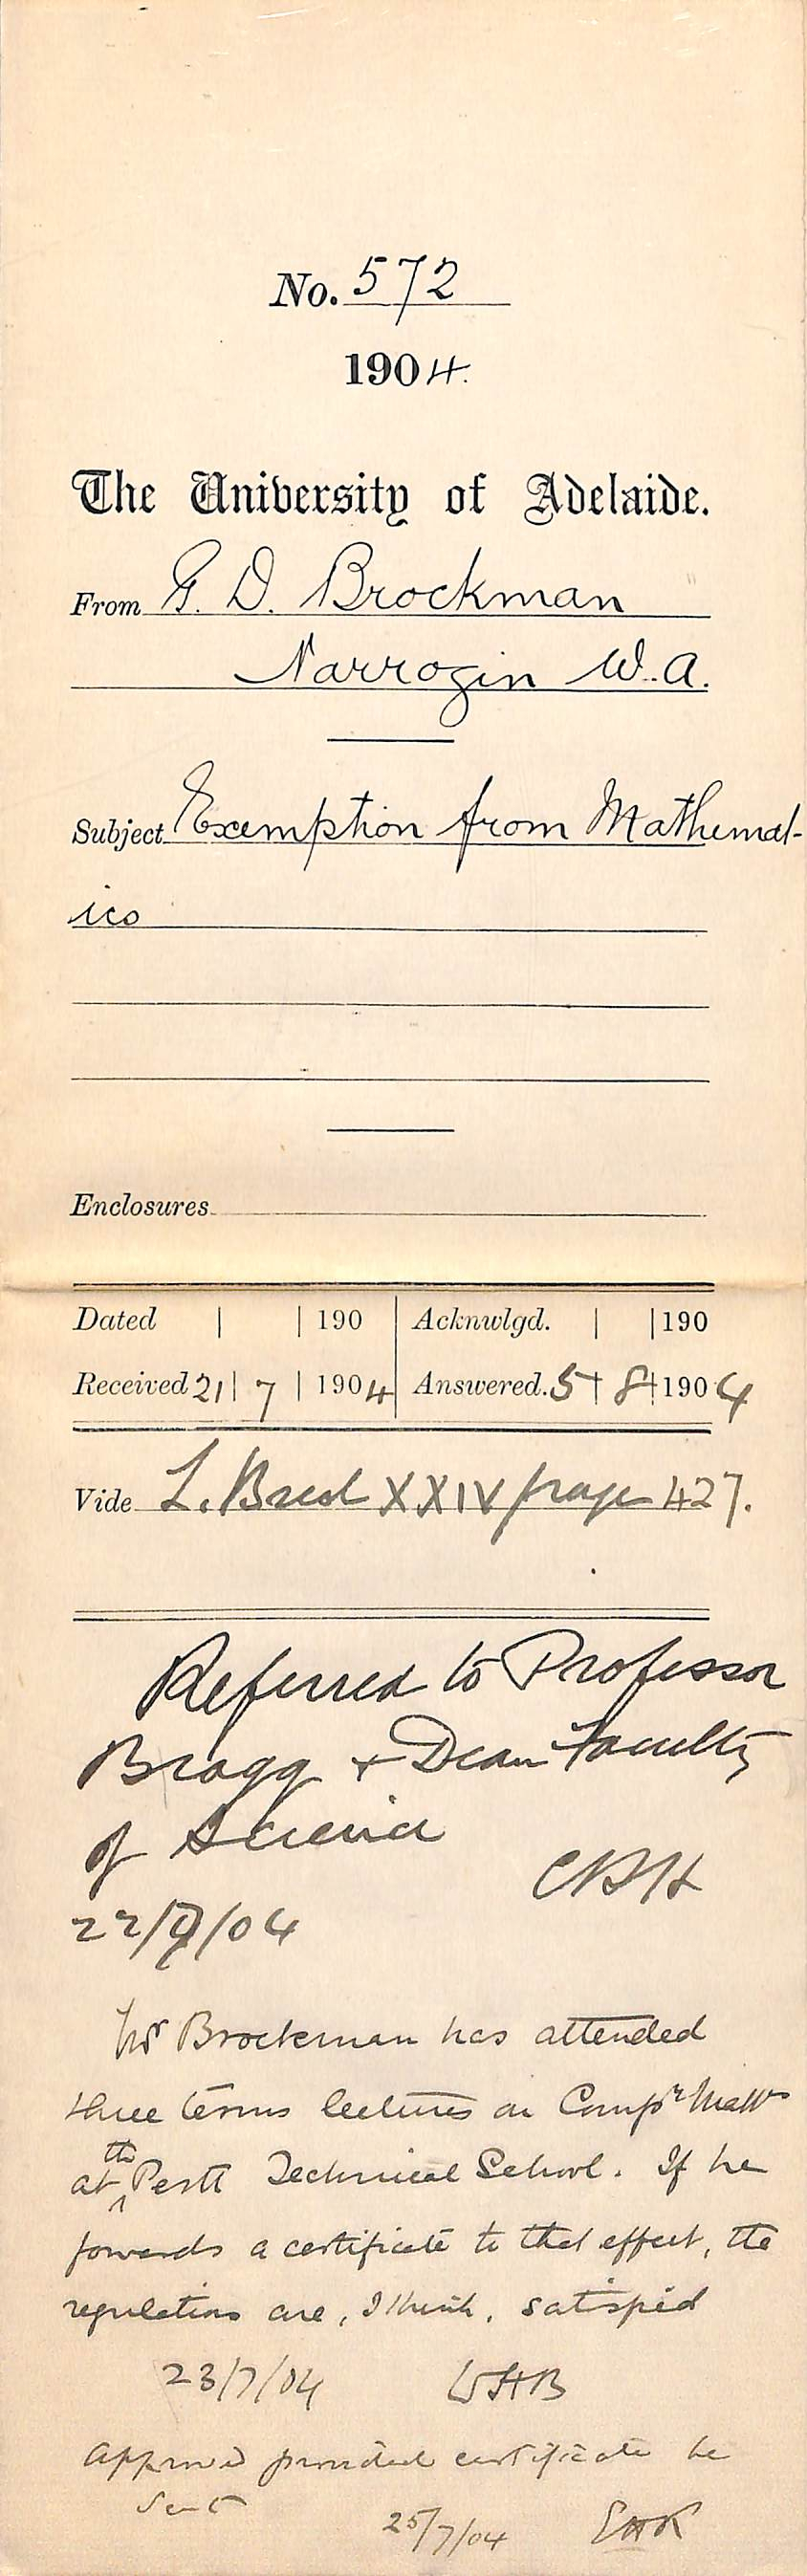 No. 572
1904.
The University of Adelaide.
From G. D. Brockman
Narrogin W.A.
Subject Exemption from Mathemat-
ics
Enclosures
Dated | | 190 | Acknwlgd. | | 190
Received 21 | 7 | 1904 | Answered. 5 | 8 | 1904
Vide L. XXIV page 427.
Referred to Professor
Bragg + Dean Faculty
of Science
CRH
22/7/04
Mr Brockman has attended
three terms lectures on Comp.r Math
at the Perth Technical School. If he
forwards a certificate to that effect, the
regulations are, I think, satisfied
23/7/04 WHB
Approved provided certificate be
sent
25/7/04 EHR